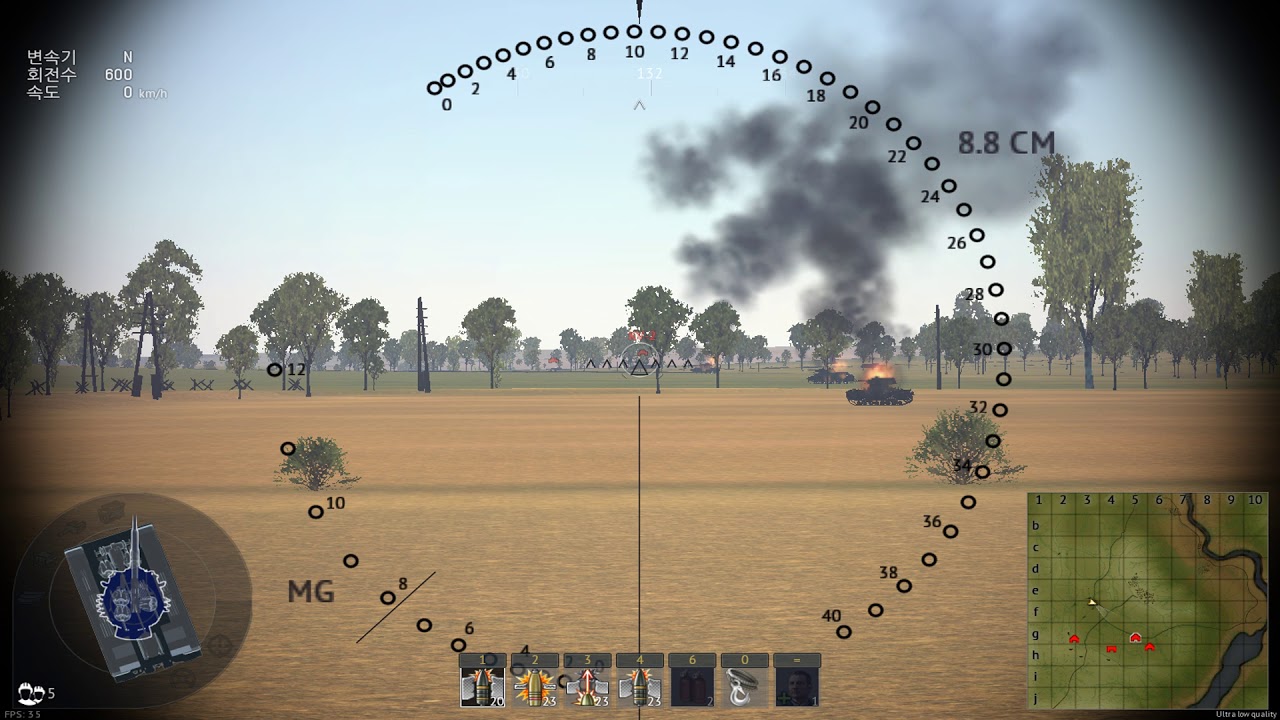 변속기 N
회전수 600
속도 0 km/h
132
0 2 4 6 8 10 12 14 16 18 20 22 24 26 28 30 32 34 36 38 40
8.8 CM
12
10
8
6
4
2
MG
1 2 3 4 6 0 =
20 23 23 23 2 1
5
1 2 3 4 5 6 7 8 9 10
b
c
d
e
f
g
h
i
j
FPS: 35
Ultra low quality